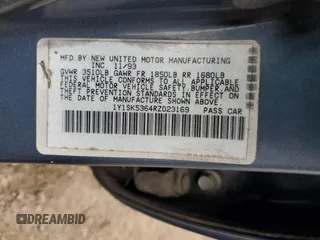 MFD. BY NEW UNITED MOTOR MANUFACTURING
INC. 11/93
GVWR 3510LB GAWR FR 1850LB RR 1680LB
THIS VEHICLE CONFORMS TO ALL APPLICABLE
FEDERAL MOTOR VEHICLE SAFETY, BUMPER, AND
THEFT PREVENTION STANDARDS IN EFFECT ON
THE DATE OF MANUFACTURE SHOWN ABOVE.
1Y1SK5364RZ023169 PASS CAR
DREAMBID